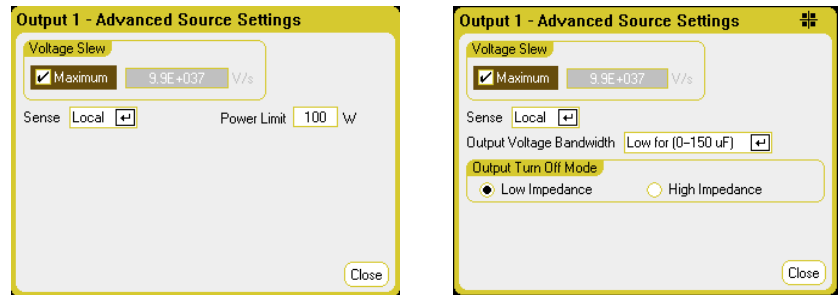 Output 1 - Advanced Source Settings
Voltage Slew
Maximum 9.9E+037 V/s
Sense Local Power Limit 100 W
Close
Output 1 - Advanced Source Settings
Voltage Slew
Maximum 9.9E+037 V/s
Sense Local
Output Voltage Bandwidth Low for (0-150 uF)
Output Turn Off Mode
Low Impedance High Impedance
Close